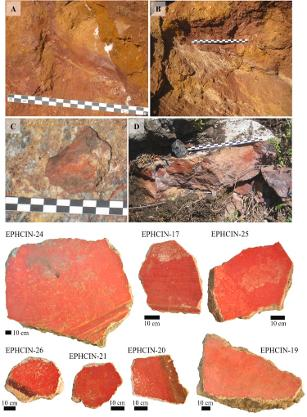 A
B
C
D
EPHCIN-24
EPHCIN-17
EPHCIN-25
10 cm
10 cm
10 cm
EPHCIN-26
EPHCIN-21
EPHCIN-20
EPHCIN-19
10 cm
10 cm
10 cm
10 cm